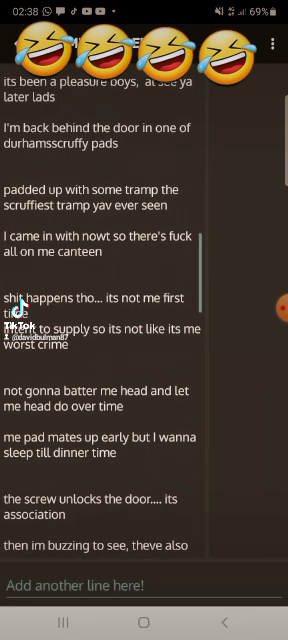 02:38
69%
its been a pleasure boys, al see ya
later lads
I'm back behind the door in one of
durhamsscruffy pads
padded up with some tramp the
scruffiest tramp yav ever seen
I came in with nowt so there's fuck
all on me canteen
shit happens tho... its not me first
time
intent to supply so its not like its me
worst crime
TikTok
@davidbulman87
not gonna batter me head and let
me head do over time
me pad mates up early but I wanna
sleep till dinner time
the screw unlocks the door.... its
association
then im buzzing to see, theve also
Add another line here!